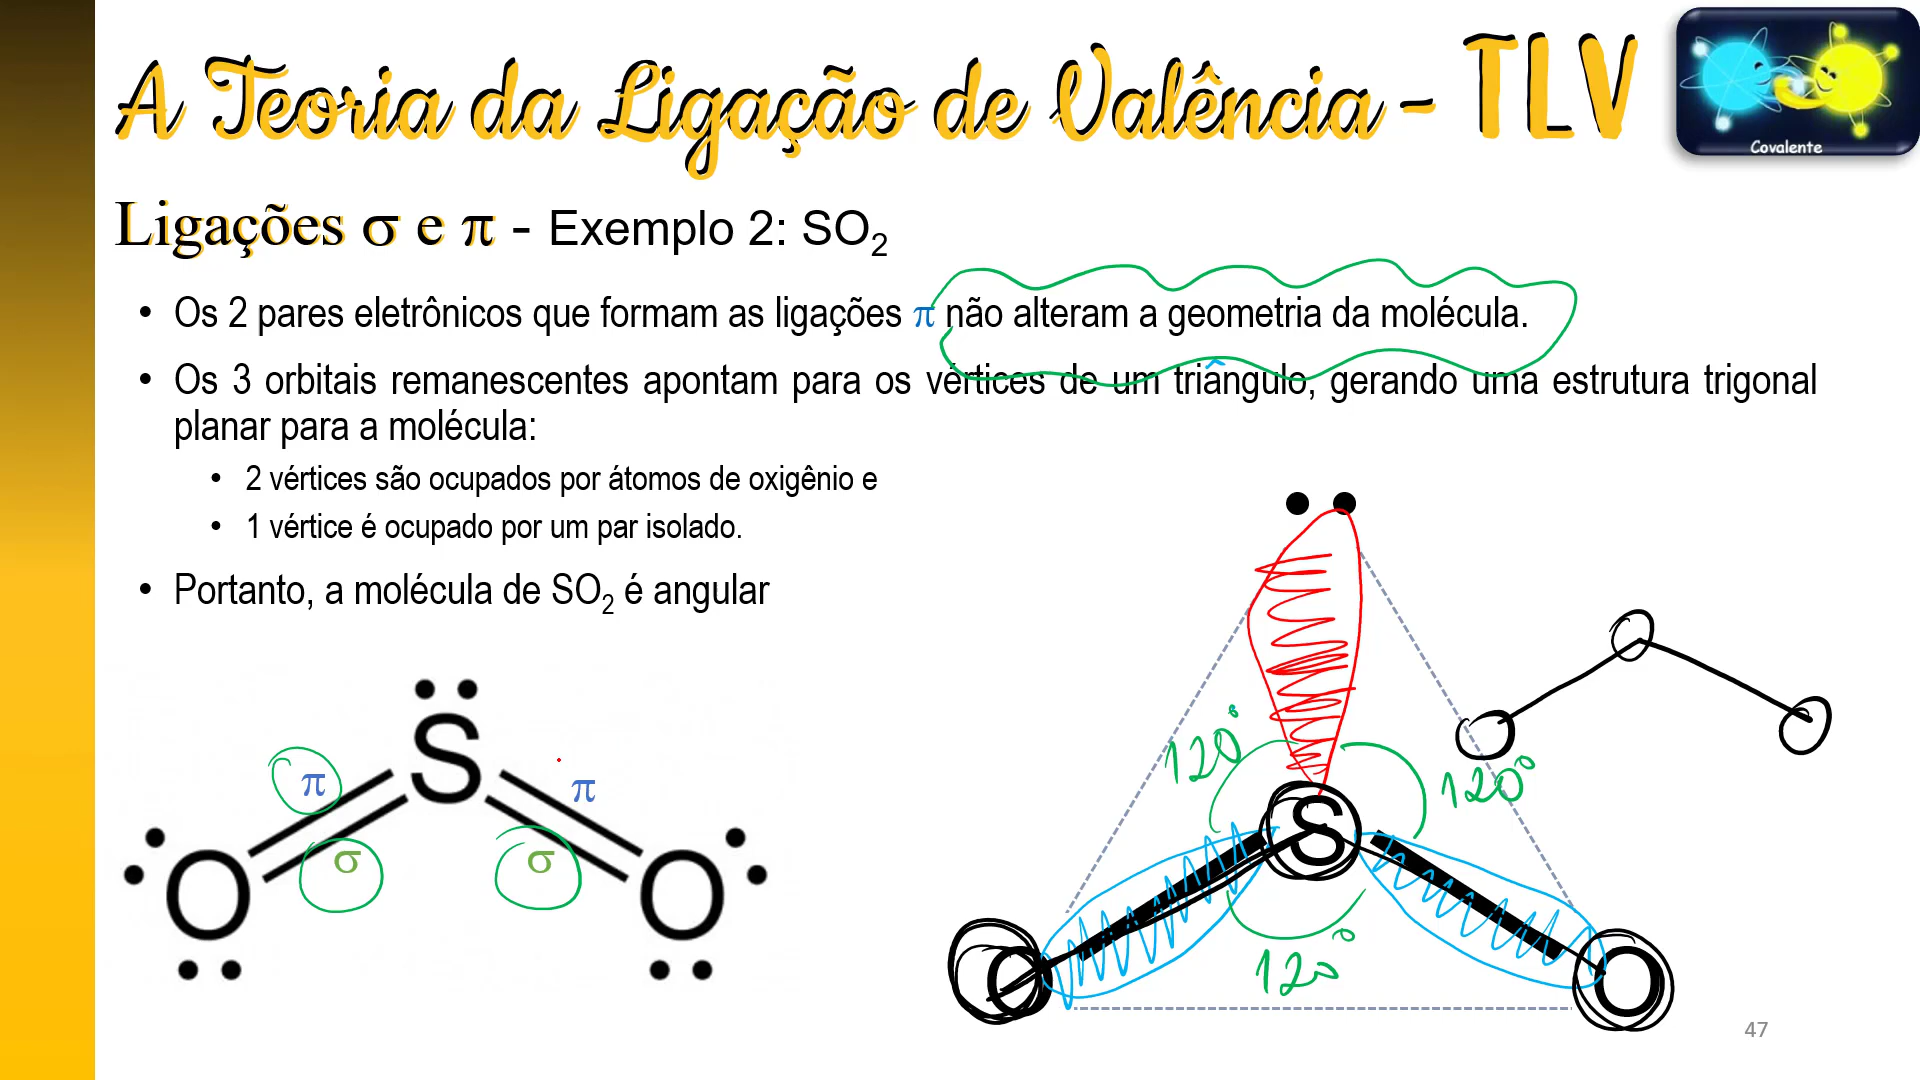 A Teoria da Ligação de Valência - TLV
Covalente
Ligações σ e π - Exemplo 2: SO₂
• Os 2 pares eletrônicos que formam as ligações π não alteram a geometria da molécula.
• Os 3 orbitais remanescentes apontam para os vértices de um triângulo, gerando uma estrutura trigonal
planar para a molécula:
• 2 vértices são ocupados por átomos de oxigênio e
• 1 vértice é ocupado por um par isolado.
• Portanto, a molécula de SO₂ é angular
S
π π
σ σ
O O
120° 120°
S
120°
O O
47